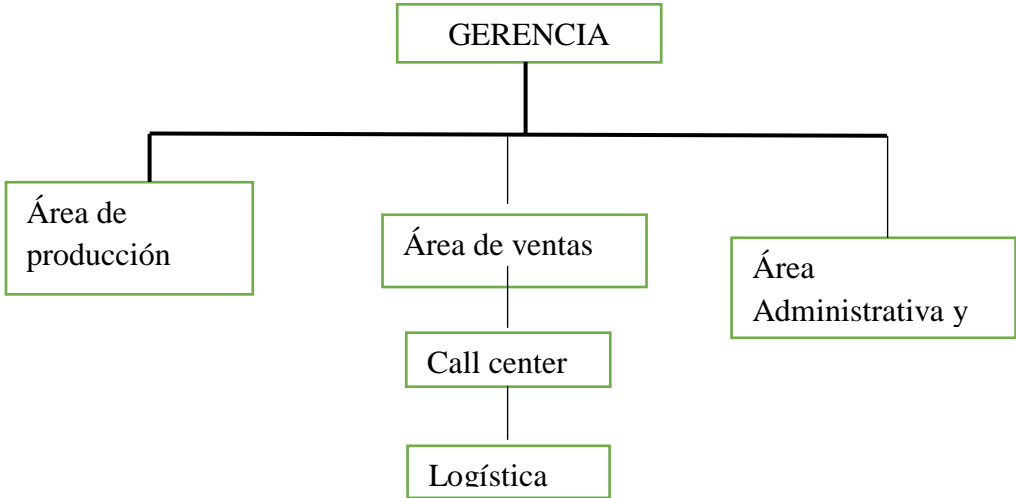 GERENCIA
Área de
producción
Área de ventas
Área
Administrativa y
Call center
Logística